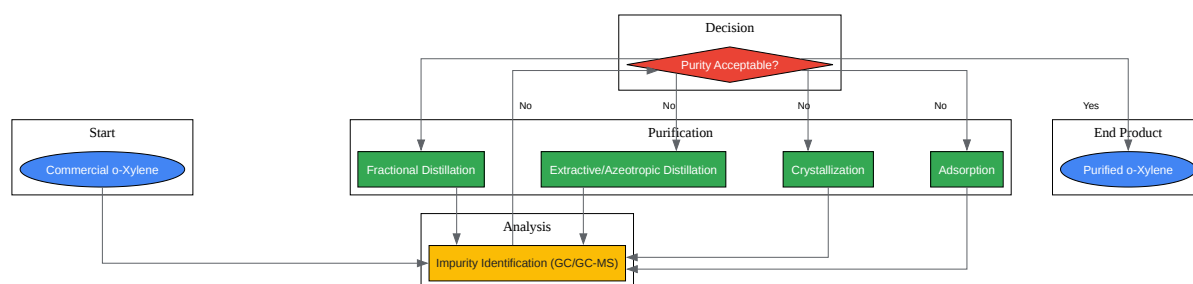 Decision
Purity Acceptable?
No
No
No
No
Yes
Start
Commercial o-Xylene
Purification
Fractional Distillation
Extractive/Azeotropic Distillation
Crystallization
Adsorption
End Product
Purified o-Xylene
Analysis
Impurity Identification (GC/GC-MS)